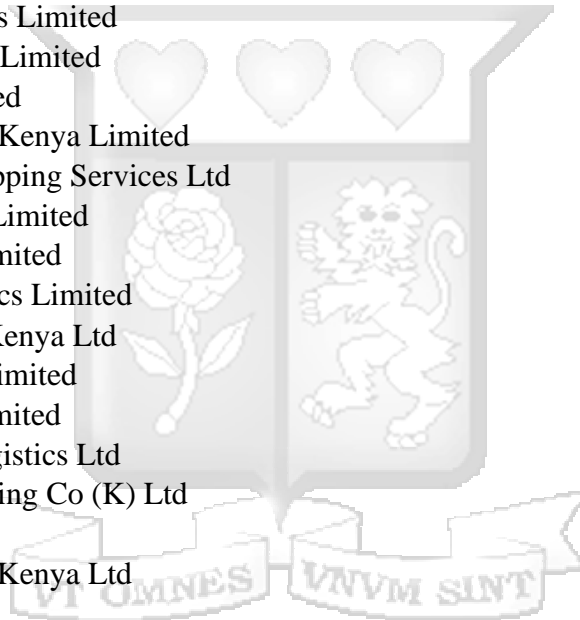 s Limited
Limited
ed
Kenya Limited
pping Services Ltd
Limited
mited
cs Limited
Kenya Ltd
imited
mited
gistics Ltd
ing Co (K) Ltd
Kenya Ltd
VT OMNES VNVM SINT